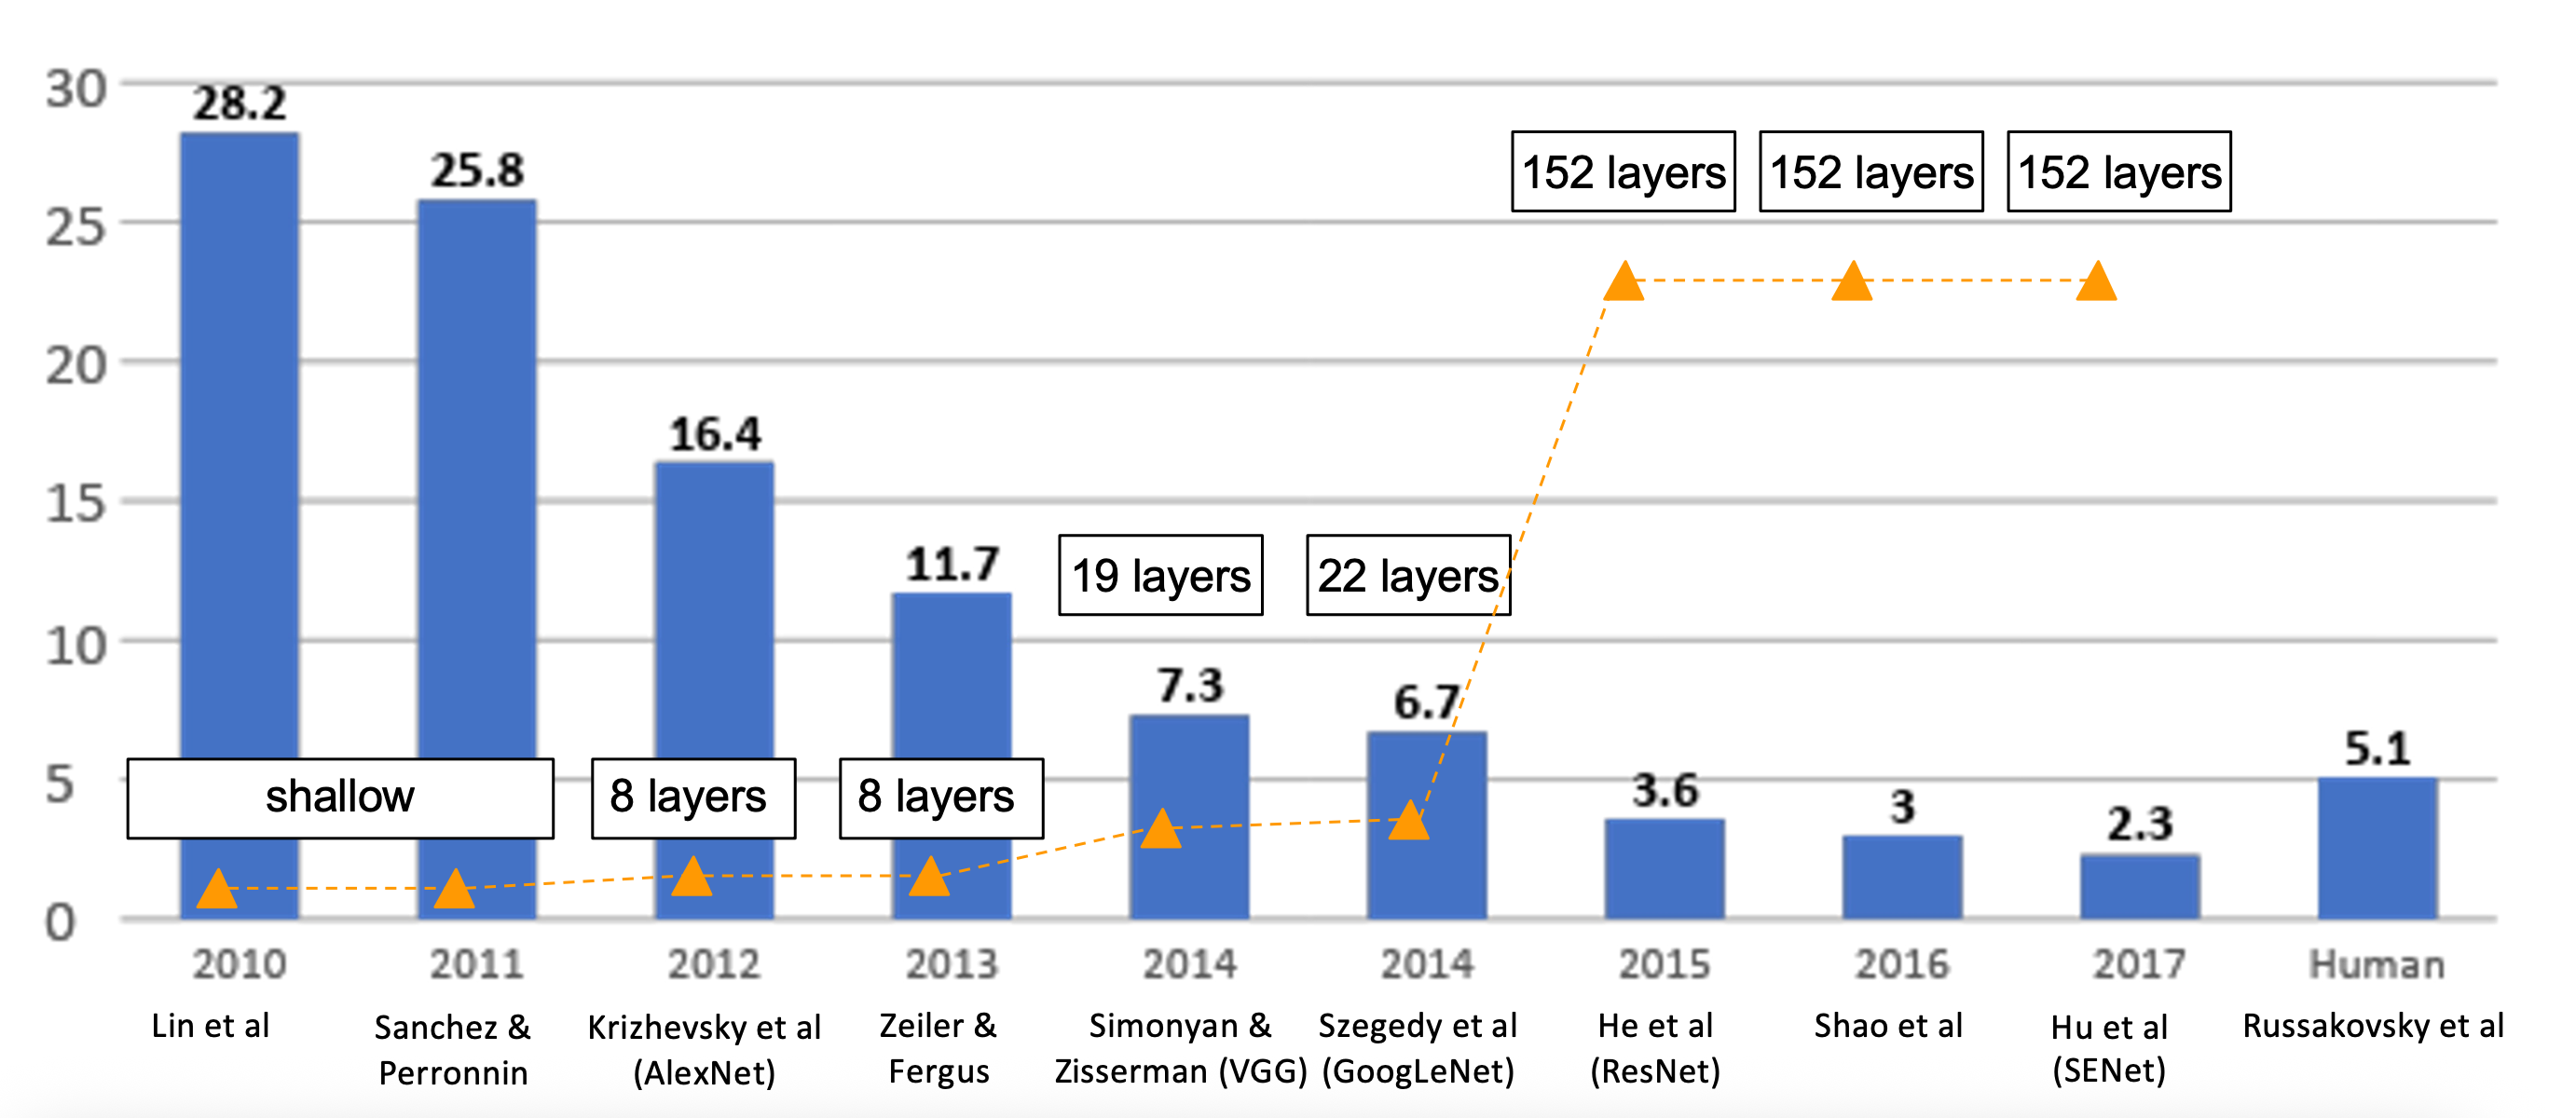 30
25
20
15
10
5
0
28.2
25.8
16.4
11.7
7.3
6.7
3.6
3
2.3
5.1
shallow
8 layers
8 layers
19 layers
22 layers
152 layers
152 layers
152 layers
2010
2011
2012
2013
2014
2014
2015
2016
2017
Human
Lin et al
Sanchez &
Perronnin
Krizhevsky et al
(AlexNet)
Zeiler &
Fergus
Simonyan &
Zisserman (VGG)
Szegedy et al
(GoogLeNet)
He et al
(ResNet)
Shao et al
Hu et al
(SENet)
Russakovsky et al